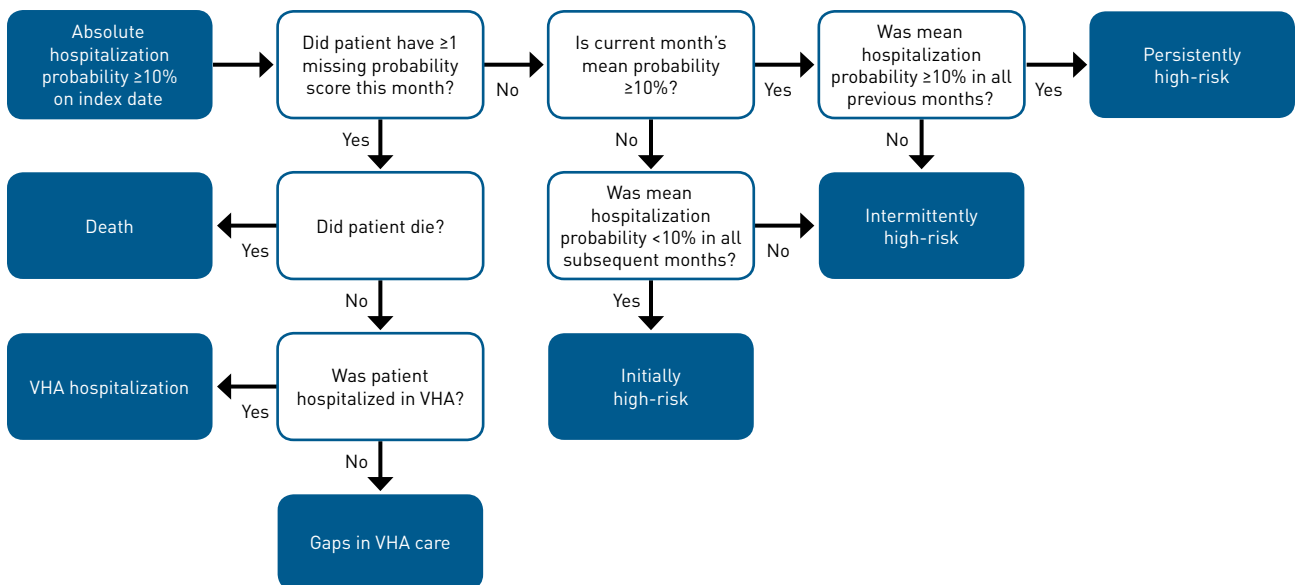 Absolute
hospitalization
probability ≥10%
on index date
Did patient have ≥1
missing probability
score this month?
No
Is current month's
mean probability
≥10%?
Yes
Was mean
hospitalization
probability ≥10% in all
previous months?
Yes
Persistently
high-risk
Yes
No
No
Death
Yes
Did patient die?
Was mean
hospitalization
probability <10% in all
subsequent months?
No
Intermittently
high-risk
No
Yes
VHA hospitalization
Yes
Was patient
hospitalized in VHA?
Initially
high-risk
No
Gaps in VHA care